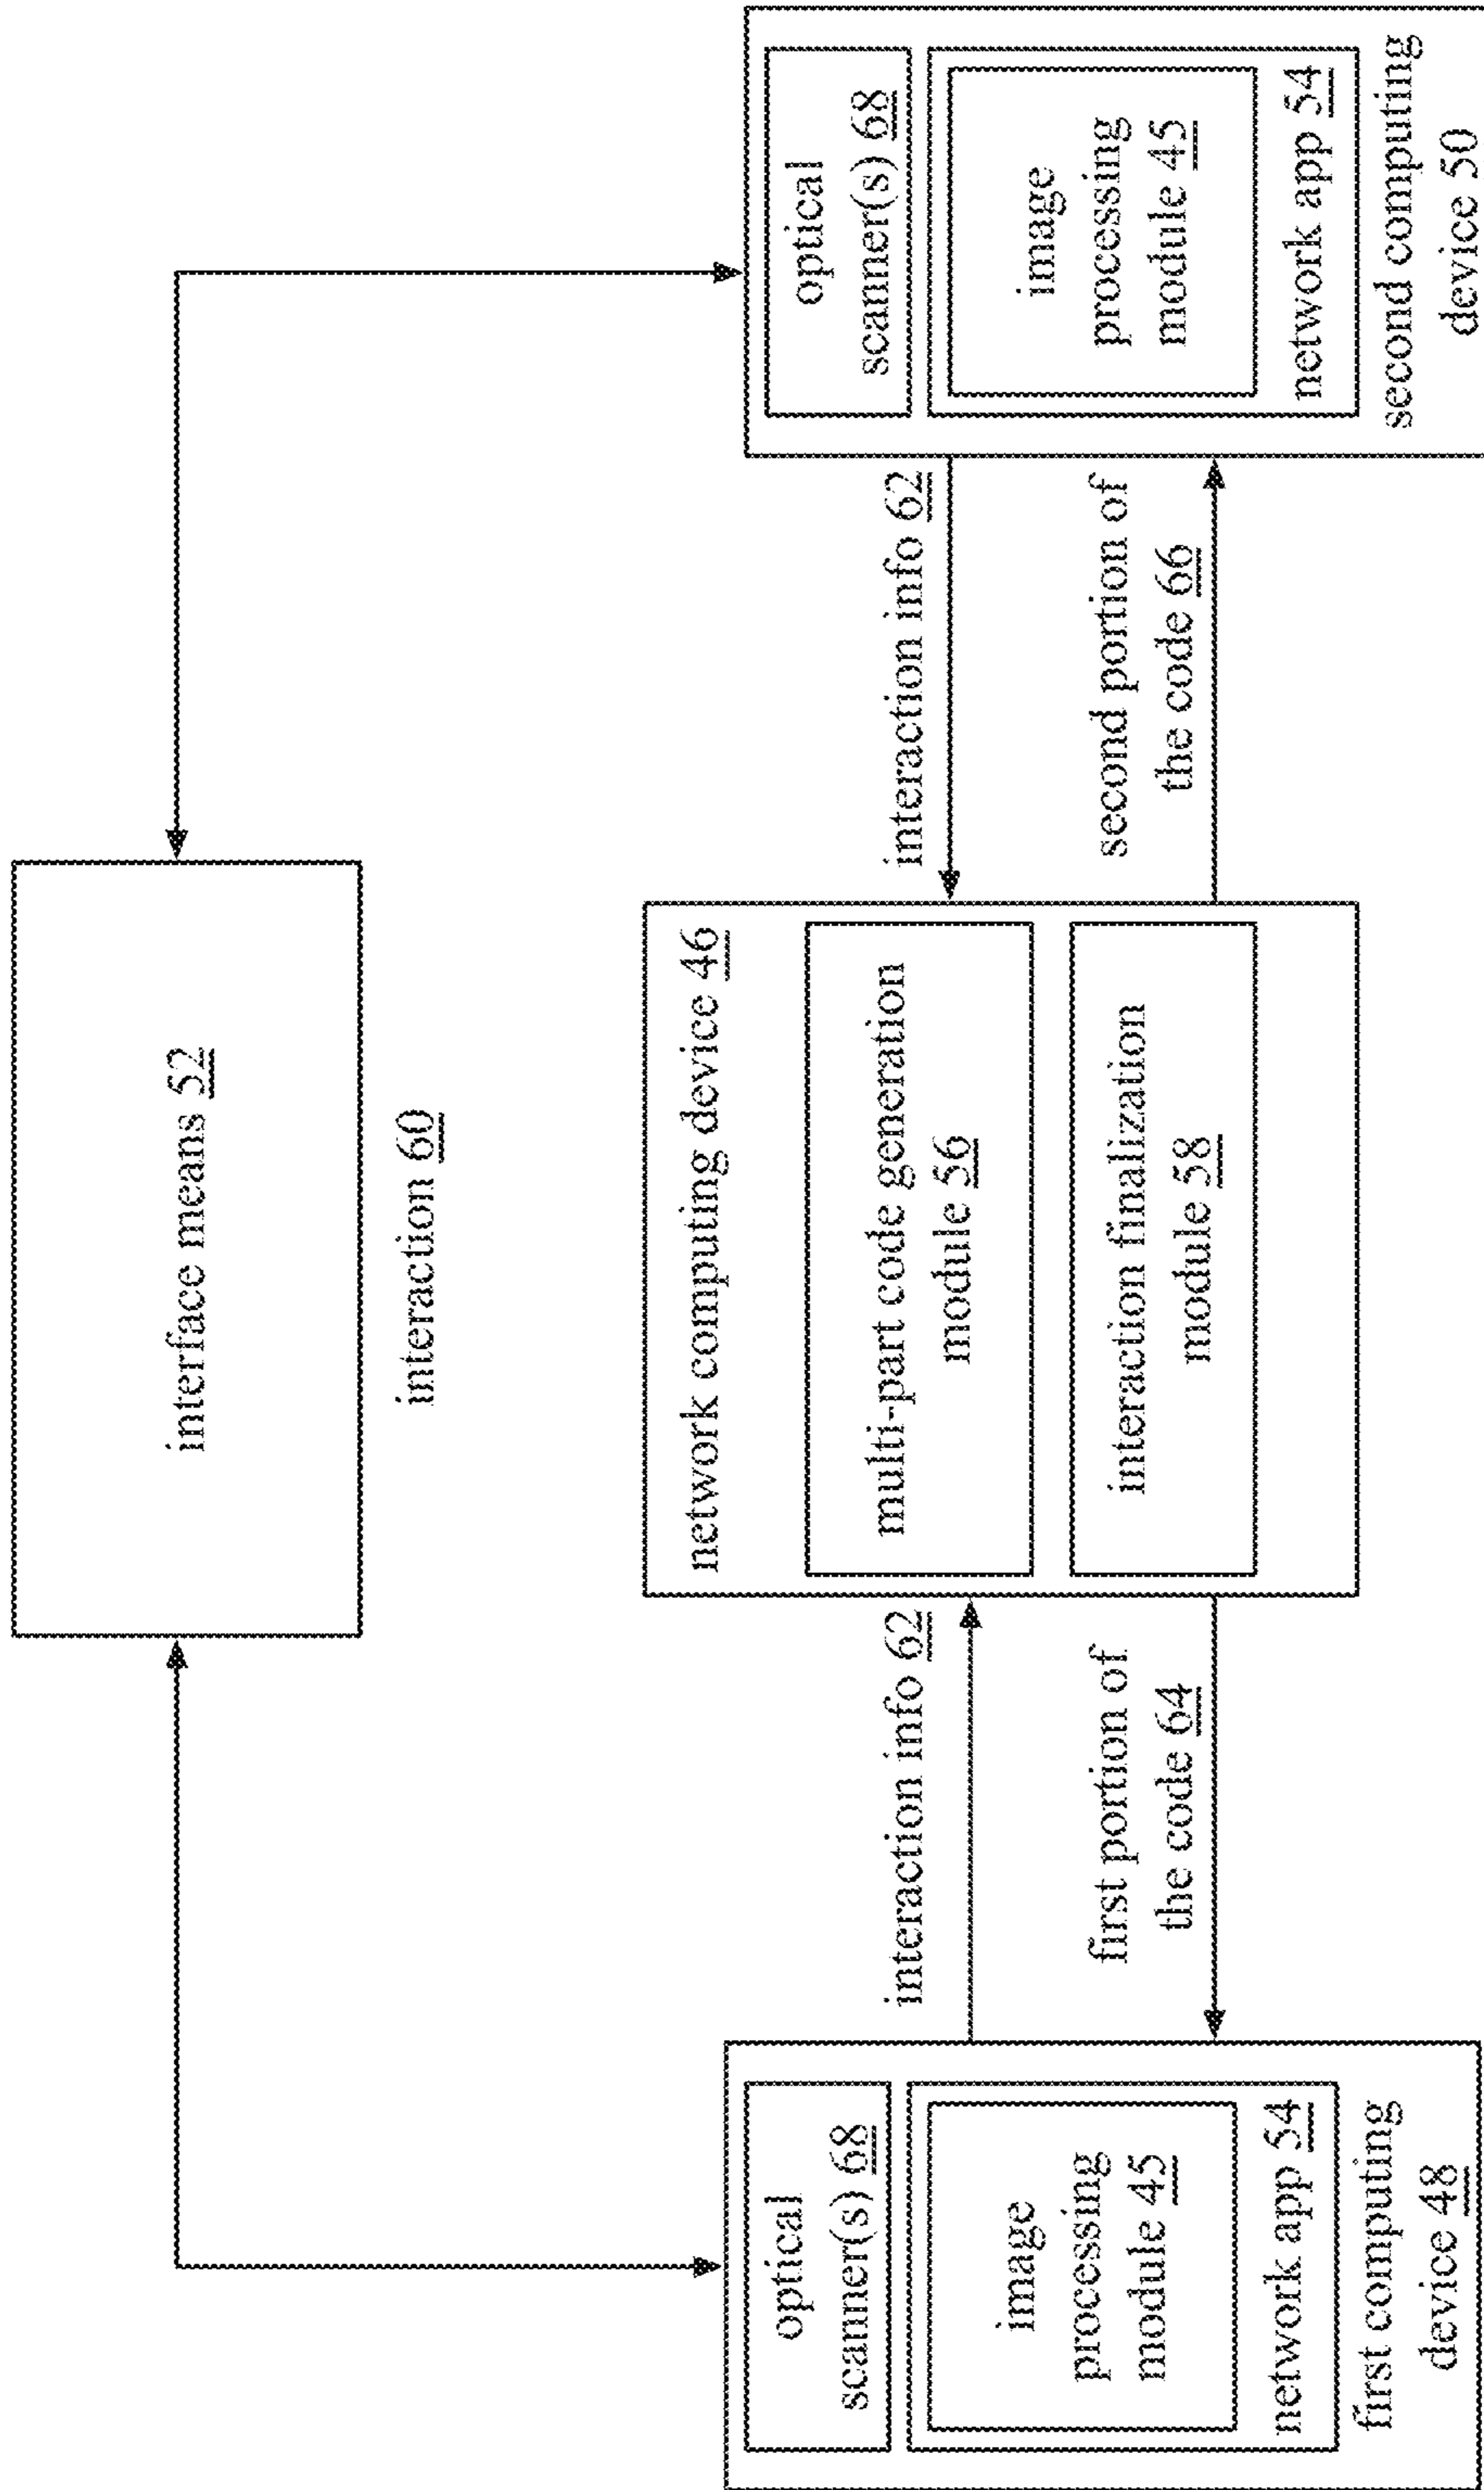 interface means 52
interaction 60
optical
scanner(s) 68
image
processing
module 45
network app 54
first computing
device 48
interaction info 62
first portion of
the code 64
network computing device 46
multi-part code generation
module 56
interaction finalization
module 58
interaction info 62
second portion of
the code 66
optical
scanner(s) 68
image
processing
module 45
network app 54
second computing
device 50